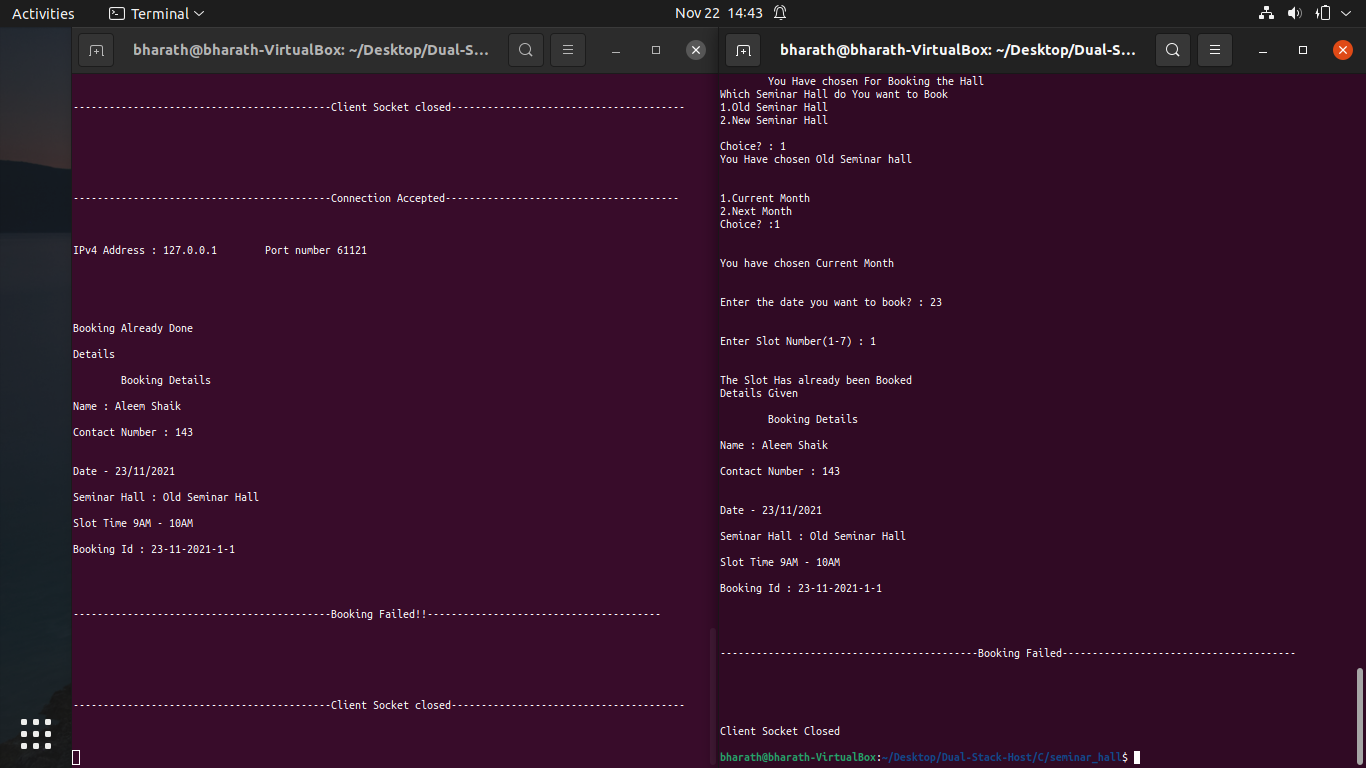 Activities
Terminal
Nov 22 14:43
bharath@bharath-VirtualBox: ~/Desktop/Dual-S...
---------------------------------------Client Socket closed---------------------------------------
-------------------------------------------Connection Accepted---------------------------------------
IPv4 Address : 127.0.0.1 Port number 61121
Booking Already Done
Details
Booking Details
Name : Aleem Shaik
Contact Number : 143
Date - 23/11/2021
Seminar Hall : Old Seminar Hall
Slot Time 9AM - 10AM
Booking Id : 23-11-2021-1-1
-------------------------------------------Booking Failed!!---------------------------------------
-------------------------------------------Client Socket closed---------------------------------------
bharath@bharath-VirtualBox: ~/Desktop/Dual-S...
You Have chosen For Booking the Hall
Which Seminar Hall do You want to Book
1.Old Seminar Hall
2.New Seminar Hall
Choice? : 1
You Have chosen Old Seminar hall
1.Current Month
2.Next Month
Choice? :1
You have chosen Current Month
Enter the date you want to book? : 23
Enter Slot Number(1-7) : 1
The Slot Has already been Booked
Details Given
Booking Details
Name : Aleem Shaik
Contact Number : 143
Date - 23/11/2021
Seminar Hall : Old Seminar Hall
Slot Time 9AM - 10AM
Booking Id : 23-11-2021-1-1
-------------------------------------------Booking Failed---------------------------------------
Client Socket Closed
bharath@bharath-VirtualBox:~/Desktop/Dual-Stack-Host/C/seminar_hall$